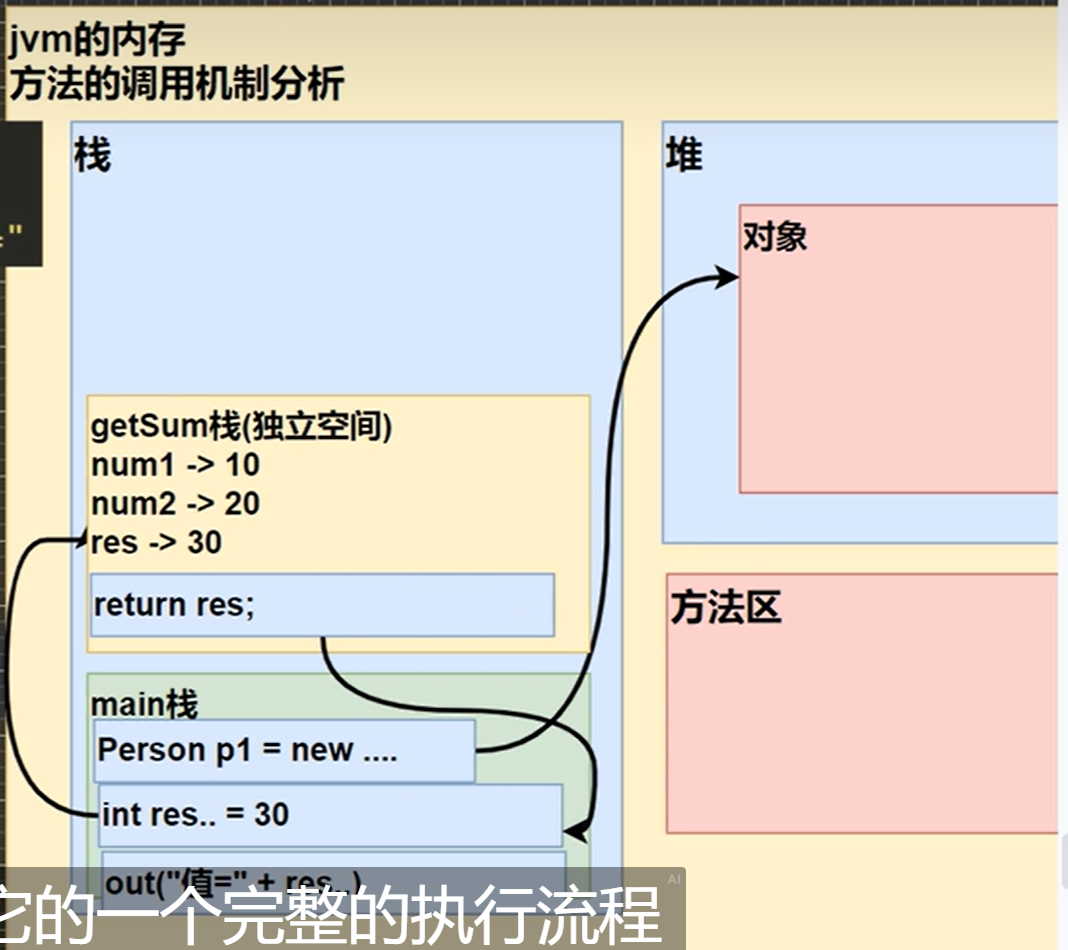 jvm的内存
方法的调用机制分析
="
栈
getSum栈(独立空间)
num1 -> 10
num2 -> 20
res -> 30
return res;
main栈
Person p1 = new ....
int res.. = 30
out("值=" + res..)
堆
对象
方法区
它的一个完整的执行流程
AI